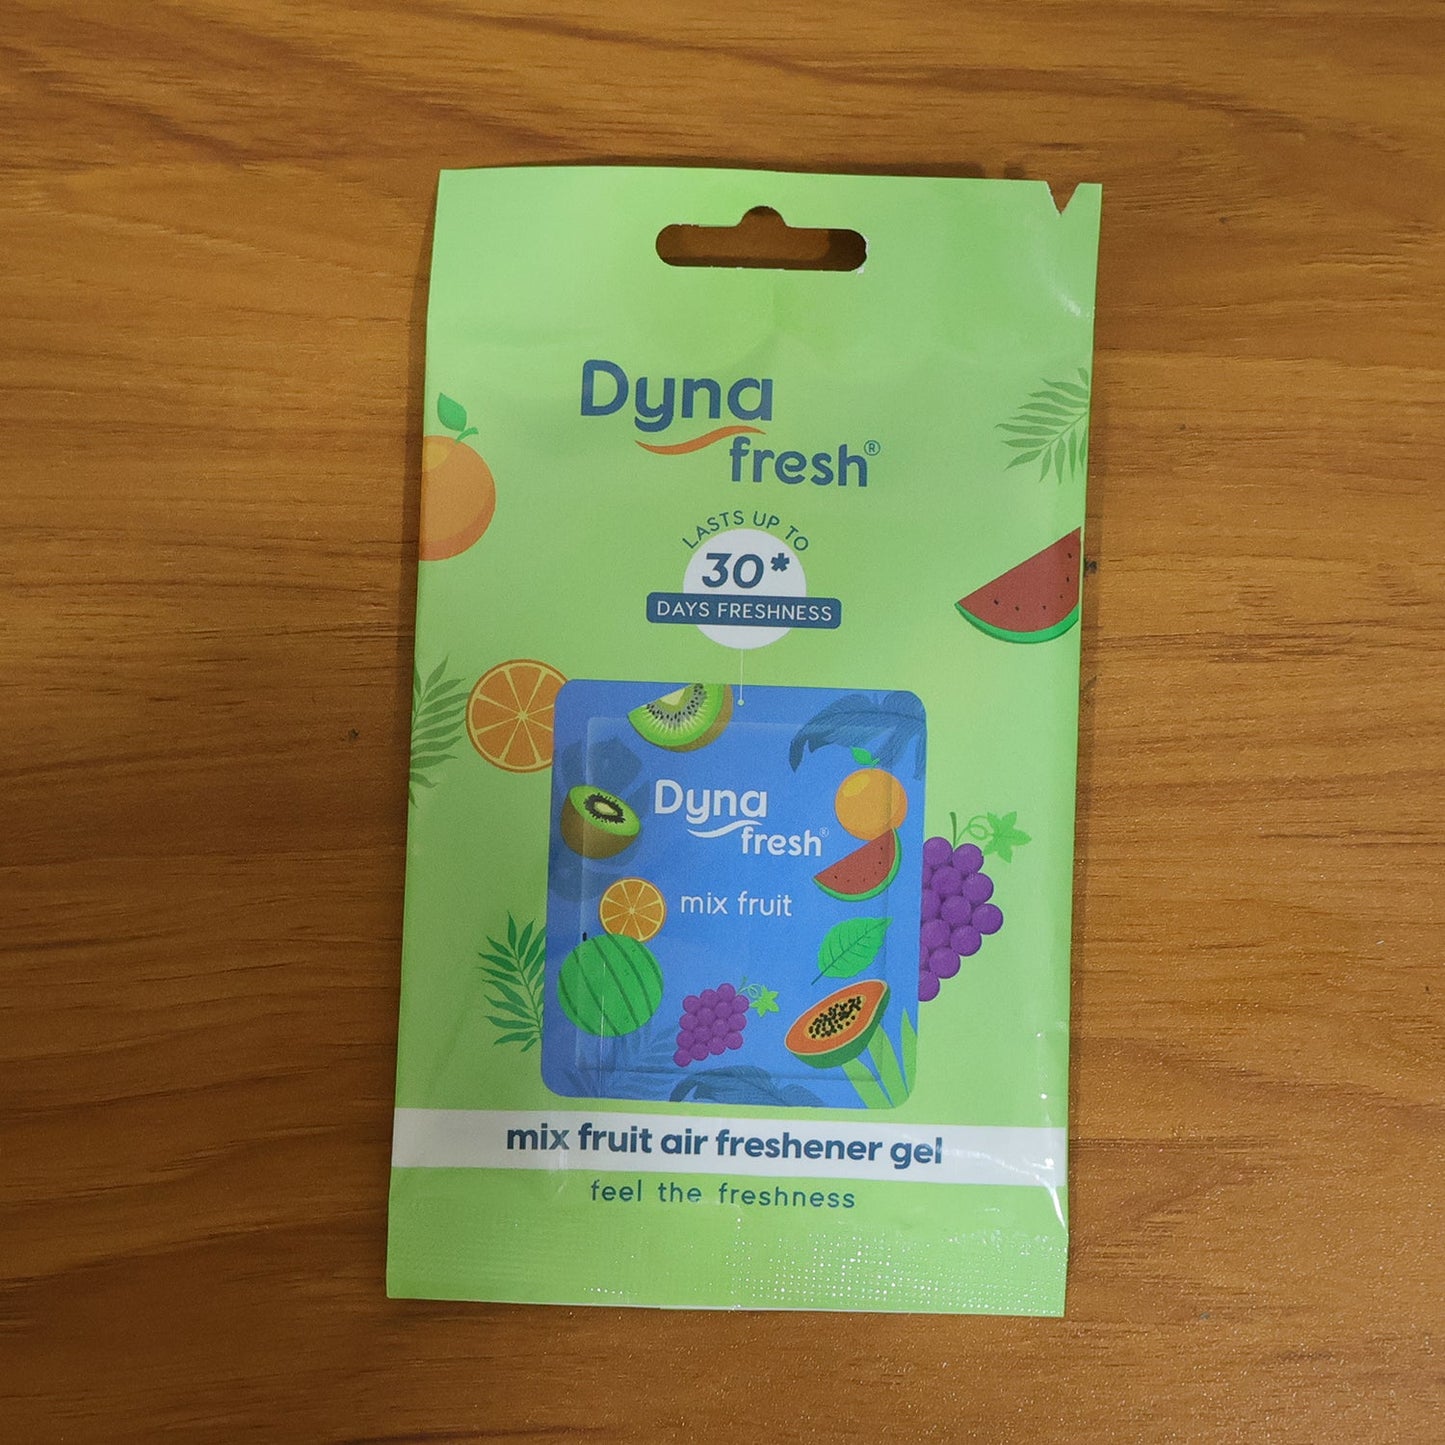 Dyna
fresh®
LASTS UP TO
30*
DAYS FRESHNESS
Dyna
fresh®
mix fruit
mix fruit air freshener gel
feel the freshness